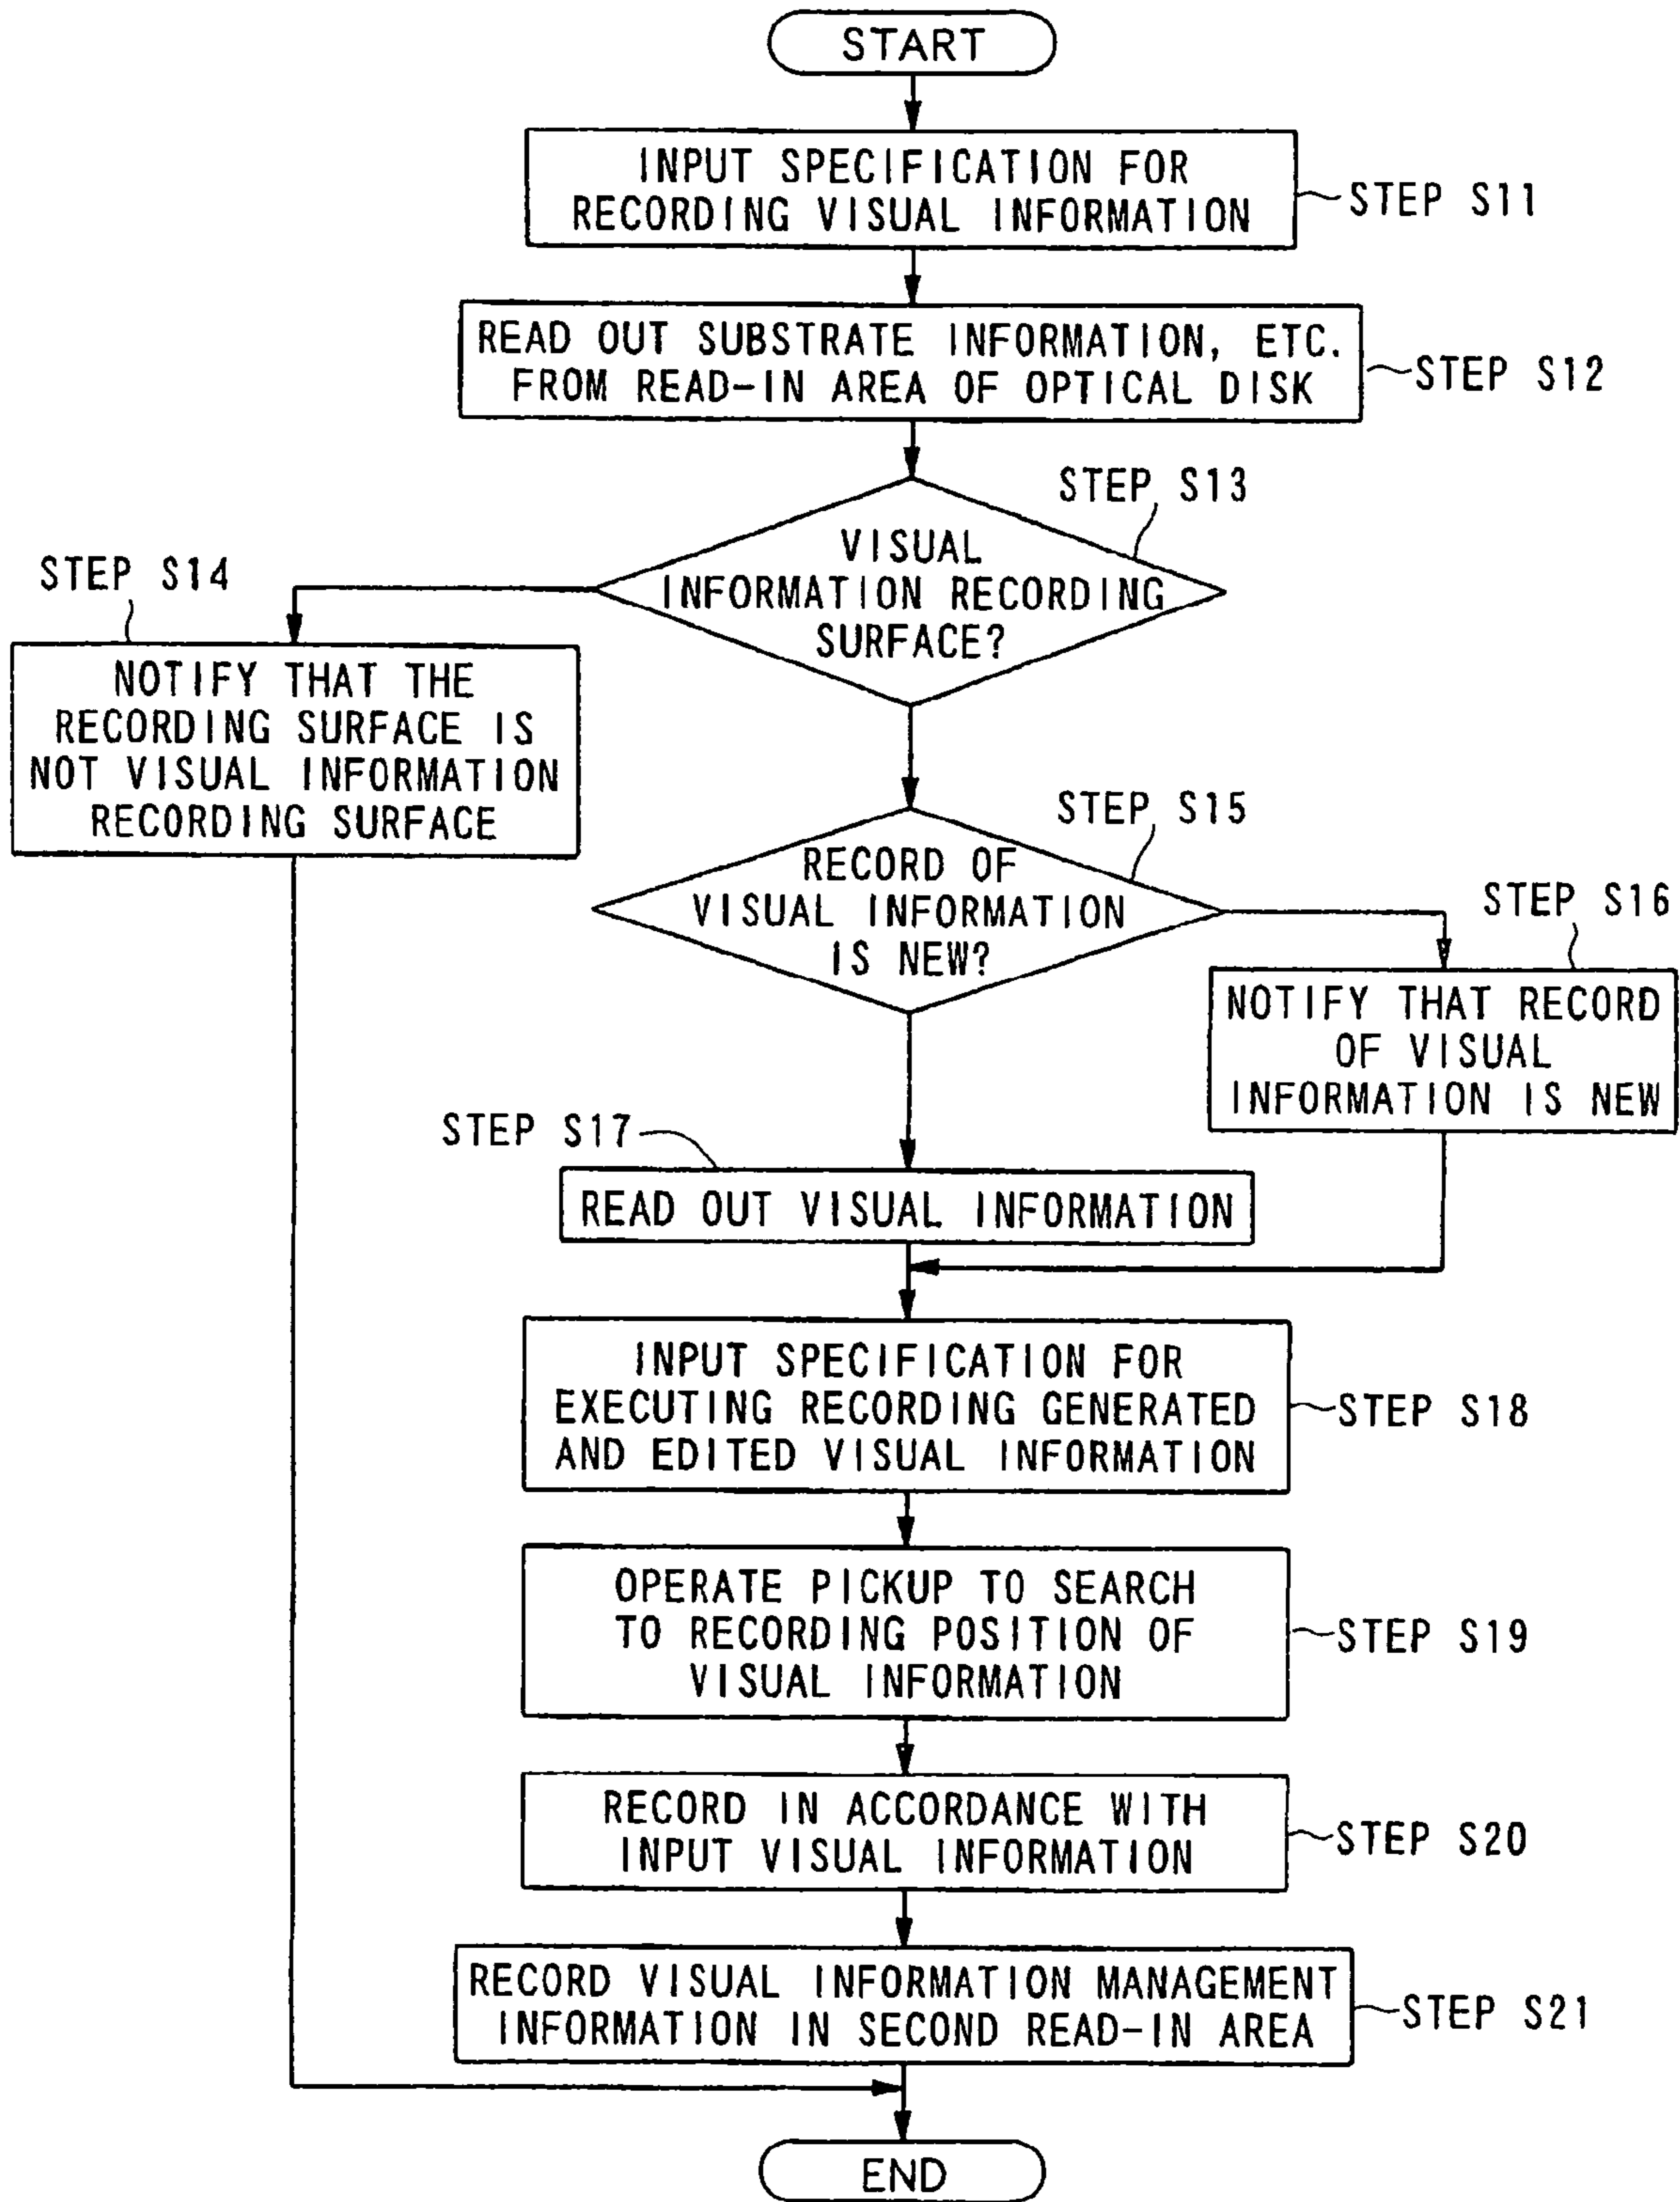 START
INPUT SPECIFICATION FOR
RECORDING VISUAL INFORMATION
STEP S11
READ OUT SUBSTRATE INFORMATION, ETC.
FROM READ-IN AREA OF OPTICAL DISK
STEP S12
STEP S13
VISUAL
INFORMATION RECORDING
SURFACE?
STEP S14
NOTIFY THAT THE
RECORDING SURFACE IS
NOT VISUAL INFORMATION
RECORDING SURFACE
STEP S15
RECORD OF
VISUAL INFORMATION
IS NEW?
STEP S16
NOTIFY THAT RECORD
OF VISUAL
INFORMATION IS NEW
STEP S17
READ OUT VISUAL INFORMATION
INPUT SPECIFICATION FOR
EXECUTING RECORDING GENERATED
AND EDITED VISUAL INFORMATION
STEP S18
OPERATE PICKUP TO SEARCH
TO RECORDING POSITION OF
VISUAL INFORMATION
STEP S19
RECORD IN ACCORDANCE WITH
INPUT VISUAL INFORMATION
STEP S20
RECORD VISUAL INFORMATION MANAGEMENT
INFORMATION IN SECOND READ-IN AREA
STEP S21
END